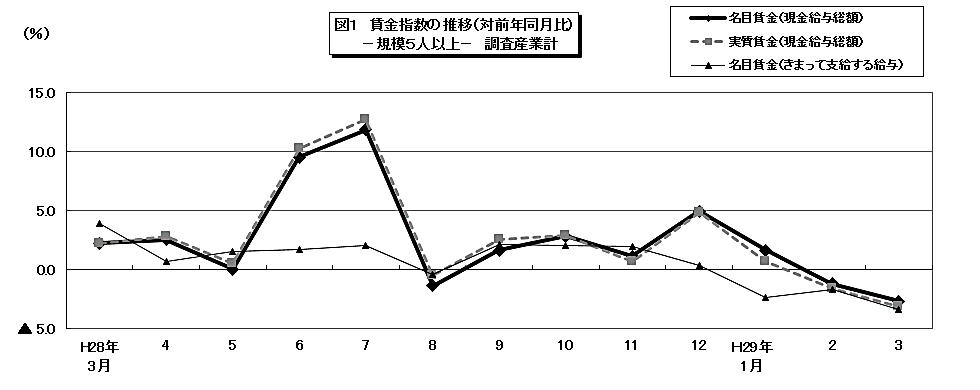 図1　賃金指数の推移(対前年同月比)
－規模5人以上－　調査産業計
(%)
名目賃金(現金給与総額)
実質賃金(現金給与総額)
名目賃金(きまって支給する給与)
15.0
10.0
5.0
0.0
▲ 5.0
H28年 4 5 6 7 8 9 10 11 12 H29年 2 3
3月 1月